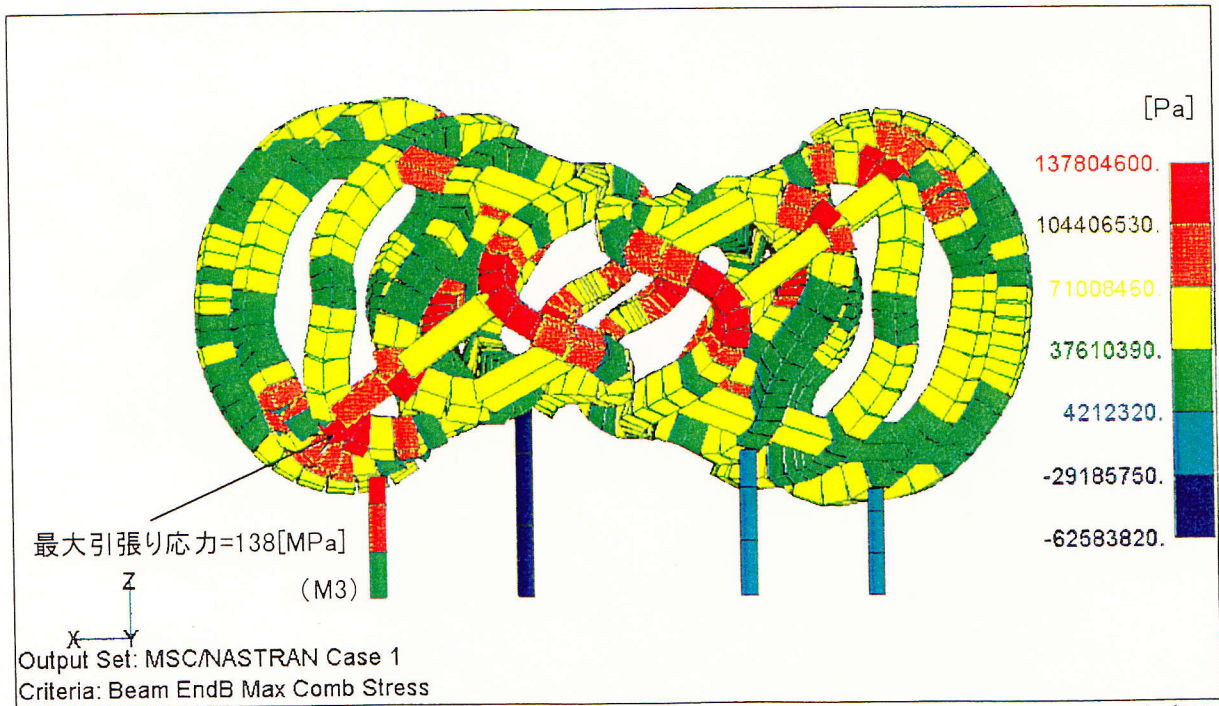 [Pa]
137804600.
104406530.
71008460.
37610390.
4212320.
-29185750.
-62583820.
最大引張り応力=138[MPa]
(M3)
Z
X
Y
Output Set: MSC/NASTRAN Case 1
Criteria: Beam EndB Max Comb Stress